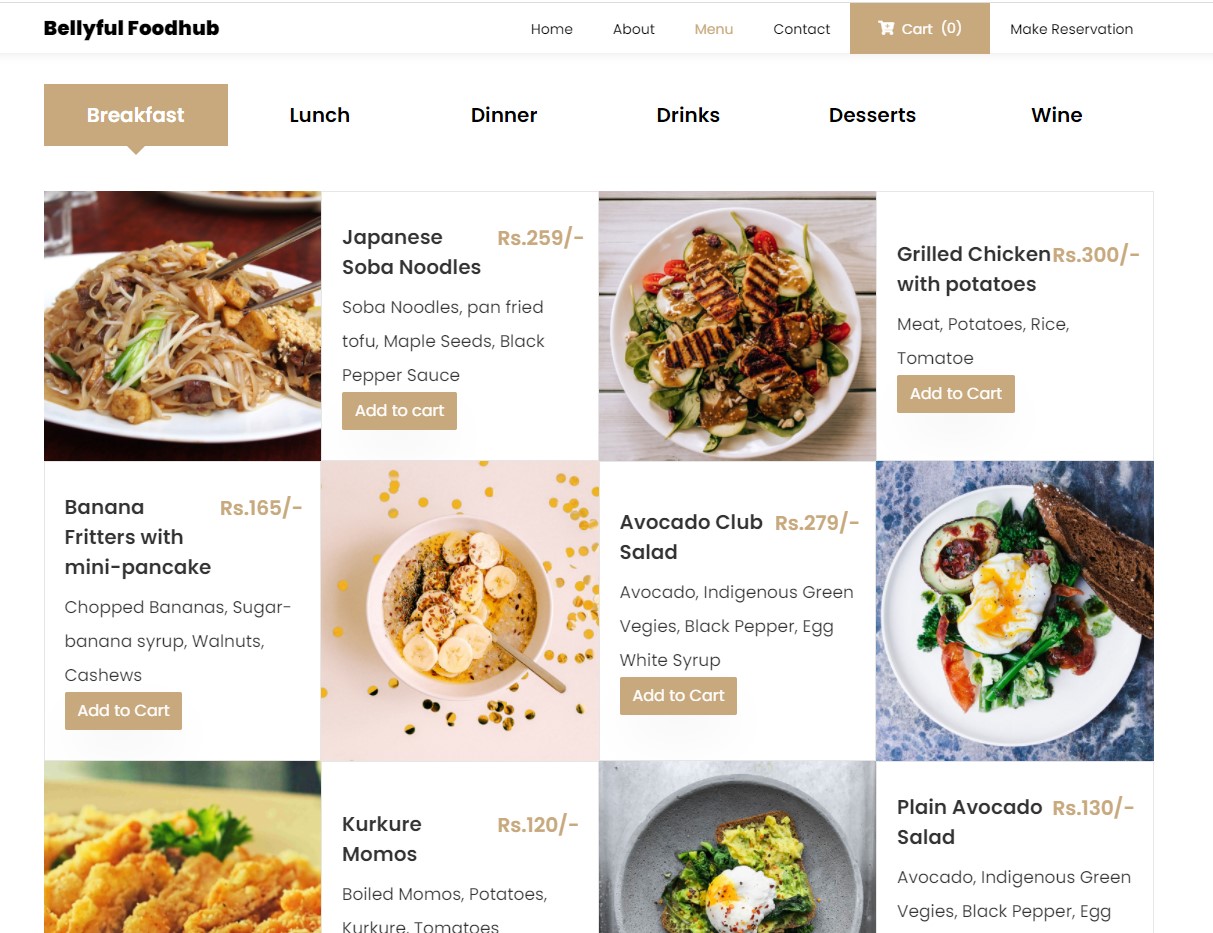 Bellyful Foodhub
Home About Menu Contact Cart (0) Make Reservation
Breakfast Lunch Dinner Drinks Desserts Wine
Japanese
Soba Noodles
Rs.259/-
Soba Noodles, pan fried
tofu, Maple Seeds, Black
Pepper Sauce
Add to cart
Grilled Chicken
with potatoes
Rs.300/-
Meat, Potatoes, Rice,
Tomatoe
Add to Cart
Banana
Fritters with
mini-pancake
Rs.165/-
Chopped Bananas, Sugar-
banana syrup, Walnuts,
Cashews
Add to Cart
Avocado Club
Salad
Rs.279/-
Avocado, Indigenous Green
Vegies, Black Pepper, Egg
White Syrup
Add to Cart
Kurkure
Momos
Rs.120/-
Boiled Momos, Potatoes,
Kurkure, Tomatoes
Plain Avocado
Salad
Rs.130/-
Avocado, Indigenous Green
Vegies, Black Pepper, Egg